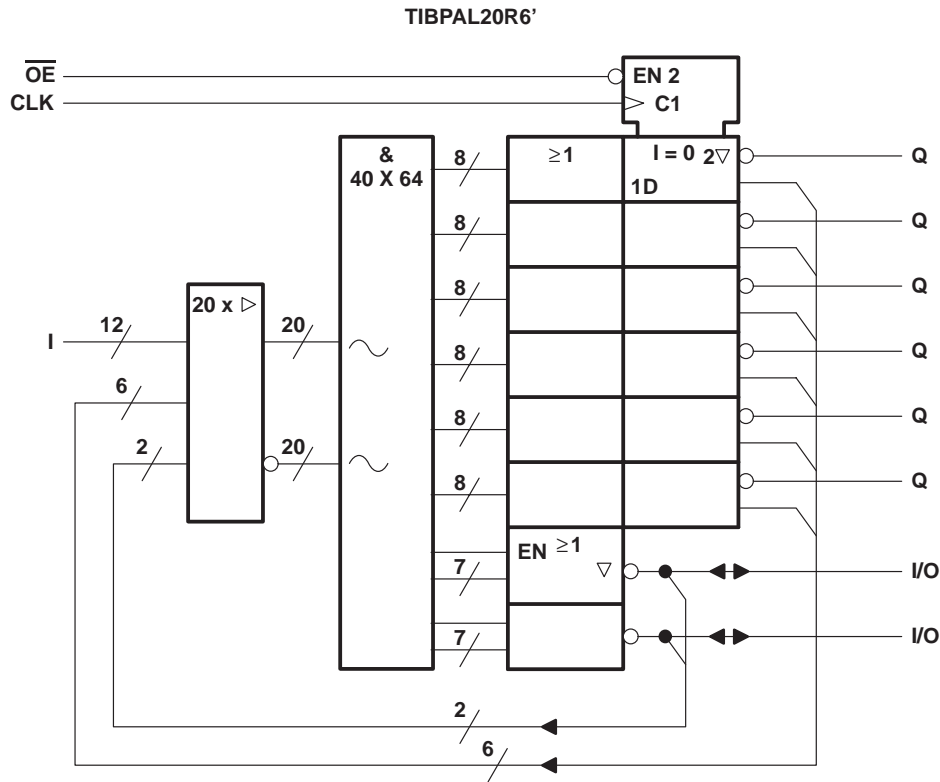 TIBPAL20R6’
OE
CLK
EN 2
C1
&
40 X 64
8
≥1
I = 0 2▽
1D
Q
8
Q
8
Q
20 x ▷
I
12
20
8
Q
6
8
Q
2
20
8
Q
EN ≥1
▽
7
I/O
7
I/O
2
6